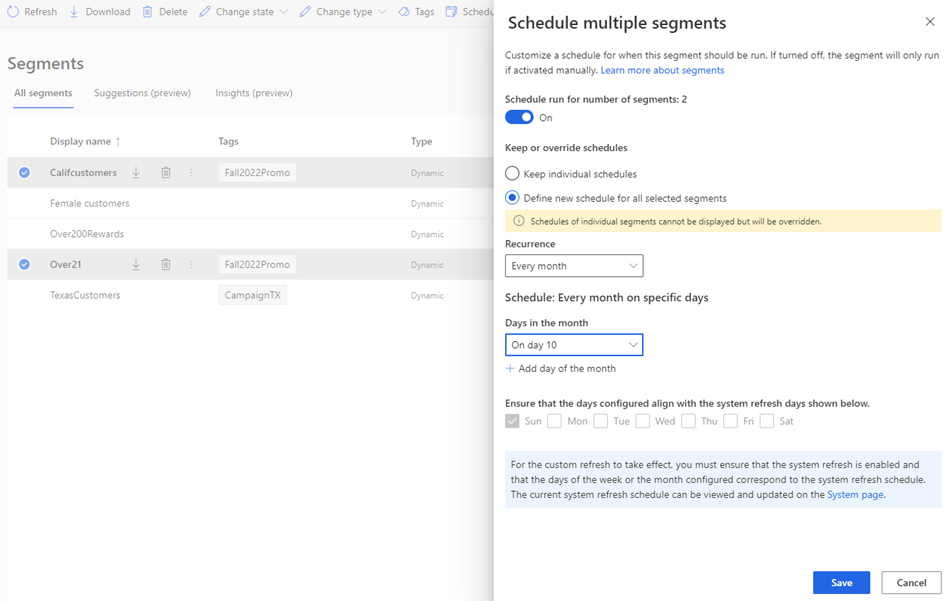 Refresh Download Delete Change state Change type Tags
Segments
All segments Suggestions (preview) Insights (preview)
Display name ↑ Tags Type
Califcustomers Fall2022Promo Dynamic
Female customers Dynamic
Over200Rewards Dynamic
Over21 Fall2022Promo Dynamic
TexasCustomers CampaignTX Dynamic
Schedule multiple segments
Customize a schedule for when this segment should be run. If turned off, the segment will only run
if activated manually. Learn more about segments
Schedule run for number of segments: 2
On
Keep or override schedules
Keep individual schedules
Define new schedule for all selected segments
Schedules of individual segments cannot be displayed but will be overridden.
Recurrence
Every month
Schedule: Every month on specific days
Days in the month
On day 10
+ Add day of the month
Ensure that the days configured align with the system refresh days shown below.
Sun Mon Tue Wed Thu Fri Sat
For the custom refresh to take effect, you must ensure that the system refresh is enabled and
that the days of the week or the month configured correspond to the system refresh schedule.
The current system refresh schedule can be viewed and updated on the System page.
Save Cancel